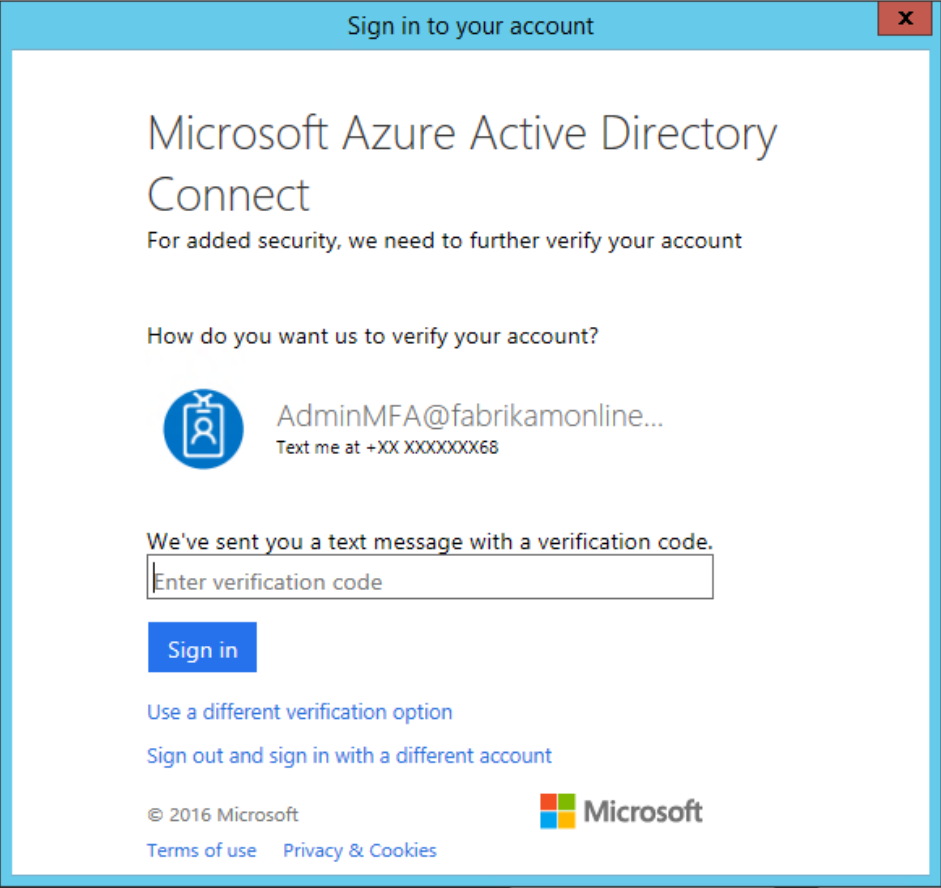 Sign in to your account
x
Microsoft Azure Active Directory
Connect
For added security, we need to further verify your account
How do you want us to verify your account?
AdminMFA@fabrikamonline...
Text me at +XX XXXXXXX68
We've sent you a text message with a verification code.
Enter verification code
Sign in
Use a different verification option
Sign out and sign in with a different account
© 2016 Microsoft
Microsoft
Terms of use Privacy & Cookies